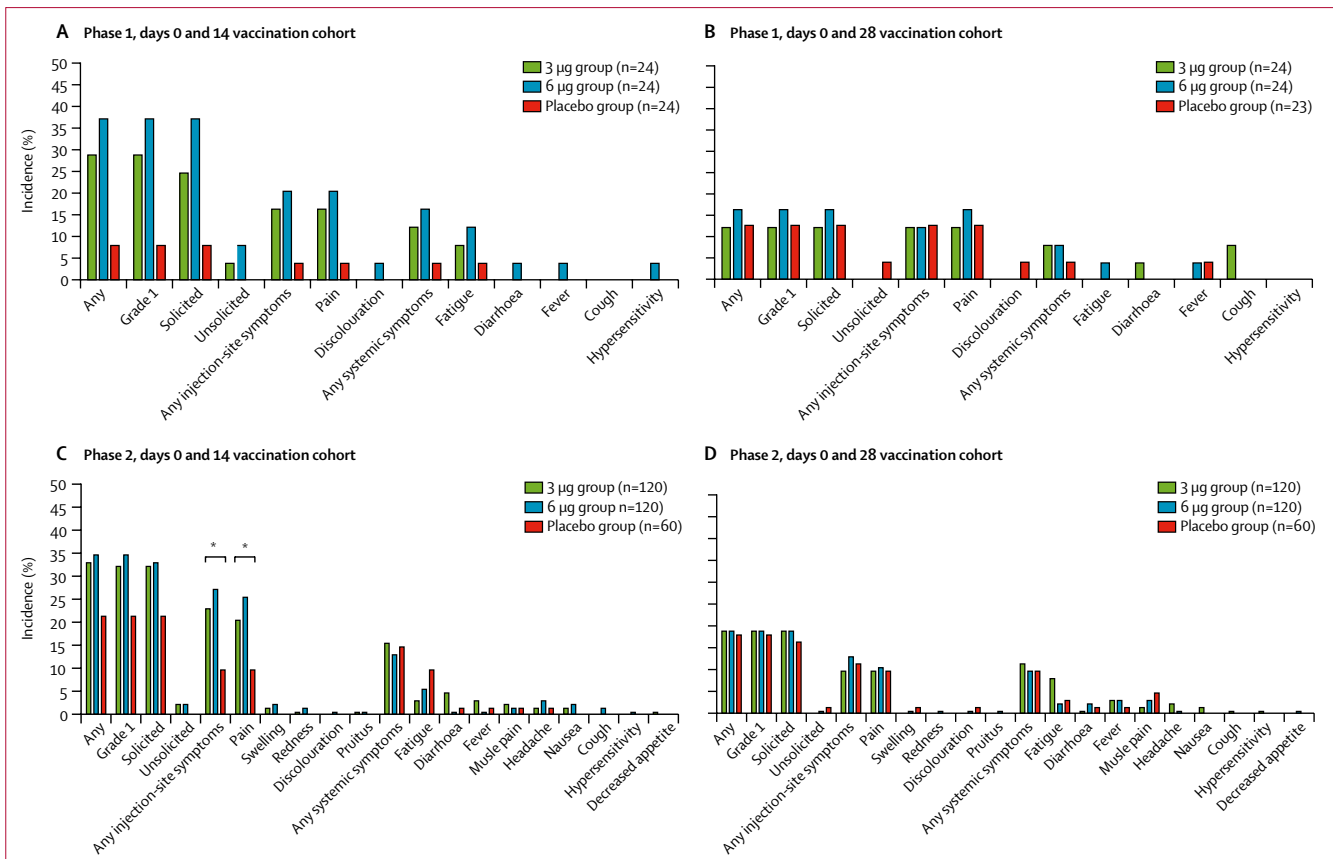 A Phase 1, days 0 and 14 vaccination cohort
50
45
40
35
30
25
20
15
10
5
0
Incidence (%)
3 µg group (n=24)
6 µg group (n=24)
Placebo group (n=24)
Any
Grade 1
Solicited
Unsolicited
Any injection-site symptoms
Pain
Discolouration
Any systemic symptoms
Fatigue
Diarrhoea
Fever
Cough
Hypersensitivity
B Phase 1, days 0 and 28 vaccination cohort
3 µg group (n=24)
6 µg group (n=24)
Placebo group (n=23)
Any
Grade 1
Solicited
Unsolicited
Any injection-site symptoms
Pain
Discolouration
Any systemic symptoms
Fatigue
Diarrhoea
Fever
Cough
Hypersensitivity
C Phase 2, days 0 and 14 vaccination cohort
50
45
40
35
30
25
20
15
10
5
0
Incidence (%)
3 µg group (n=120)
6 µg group n=120)
Placebo group (n=60)
* *
Any
Grade 1
Solicited
Unsolicited
Any injection-site symptoms
Pain
Swelling
Redness
Discolouration
Pruitus
Any systemic symptoms
Fatigue
Diarrhoea
Fever
Musle pain
Headache
Nausea
Cough
Hypersensitivity
Decreased appetite
D Phase 2, days 0 and 28 vaccination cohort
3 µg group (n=120)
6 µg group (n=120)
Placebo group (n=60)
Any
Grade 1
Solicited
Unsolicited
Any injection-site symptoms
Pain
Swelling
Redness
Discolouration
Pruitus
Any systemic symptoms
Fatigue
Diarrhoea
Fever
Musle pain
Headache
Nausea
Cough
Hypersensitivity
Decreased appetite